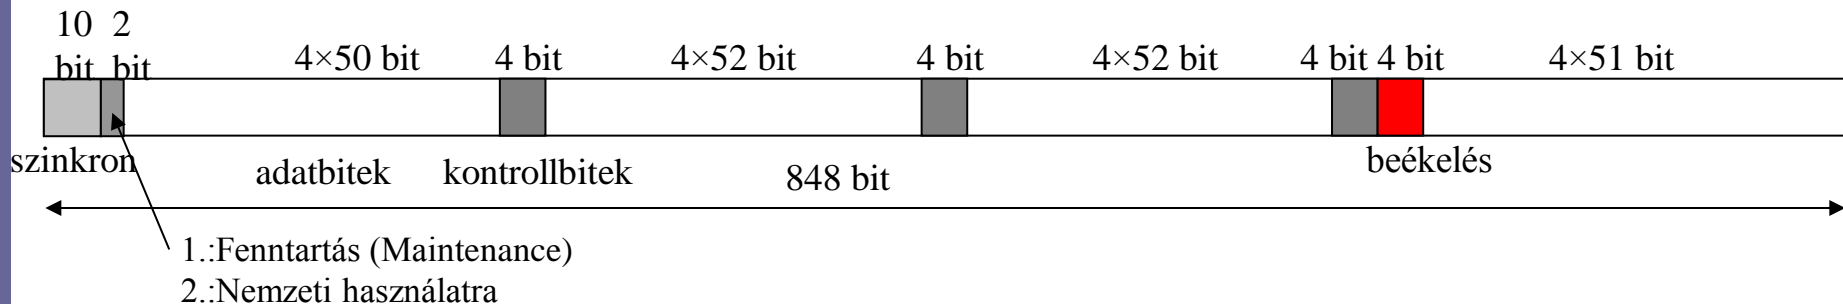 10 2
bit bit 4×50 bit 4 bit 4×52 bit 4 bit 4×52 bit 4 bit 4 bit 4×51 bit
szinkron adatbitek kontrollbitek 848 bit beékelés
1.:Fenntartás (Maintenance)
2.:Nemzeti használatra